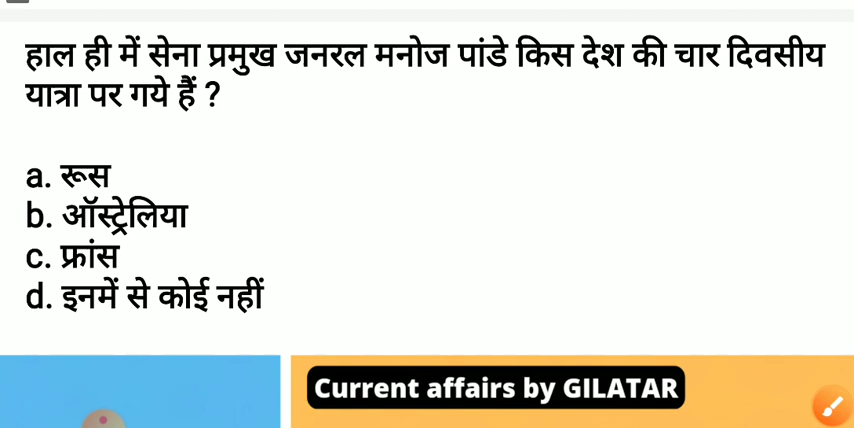 हाल ही में सेना प्रमुख जनरल मनोज पांडे किस देश की चार दिवसीय
यात्रा पर गये हैं ?
a. रूस
b. ऑस्ट्रेलिया
c. फ्रांस
d. इनमें से कोई नहीं
Current affairs by GILATAR